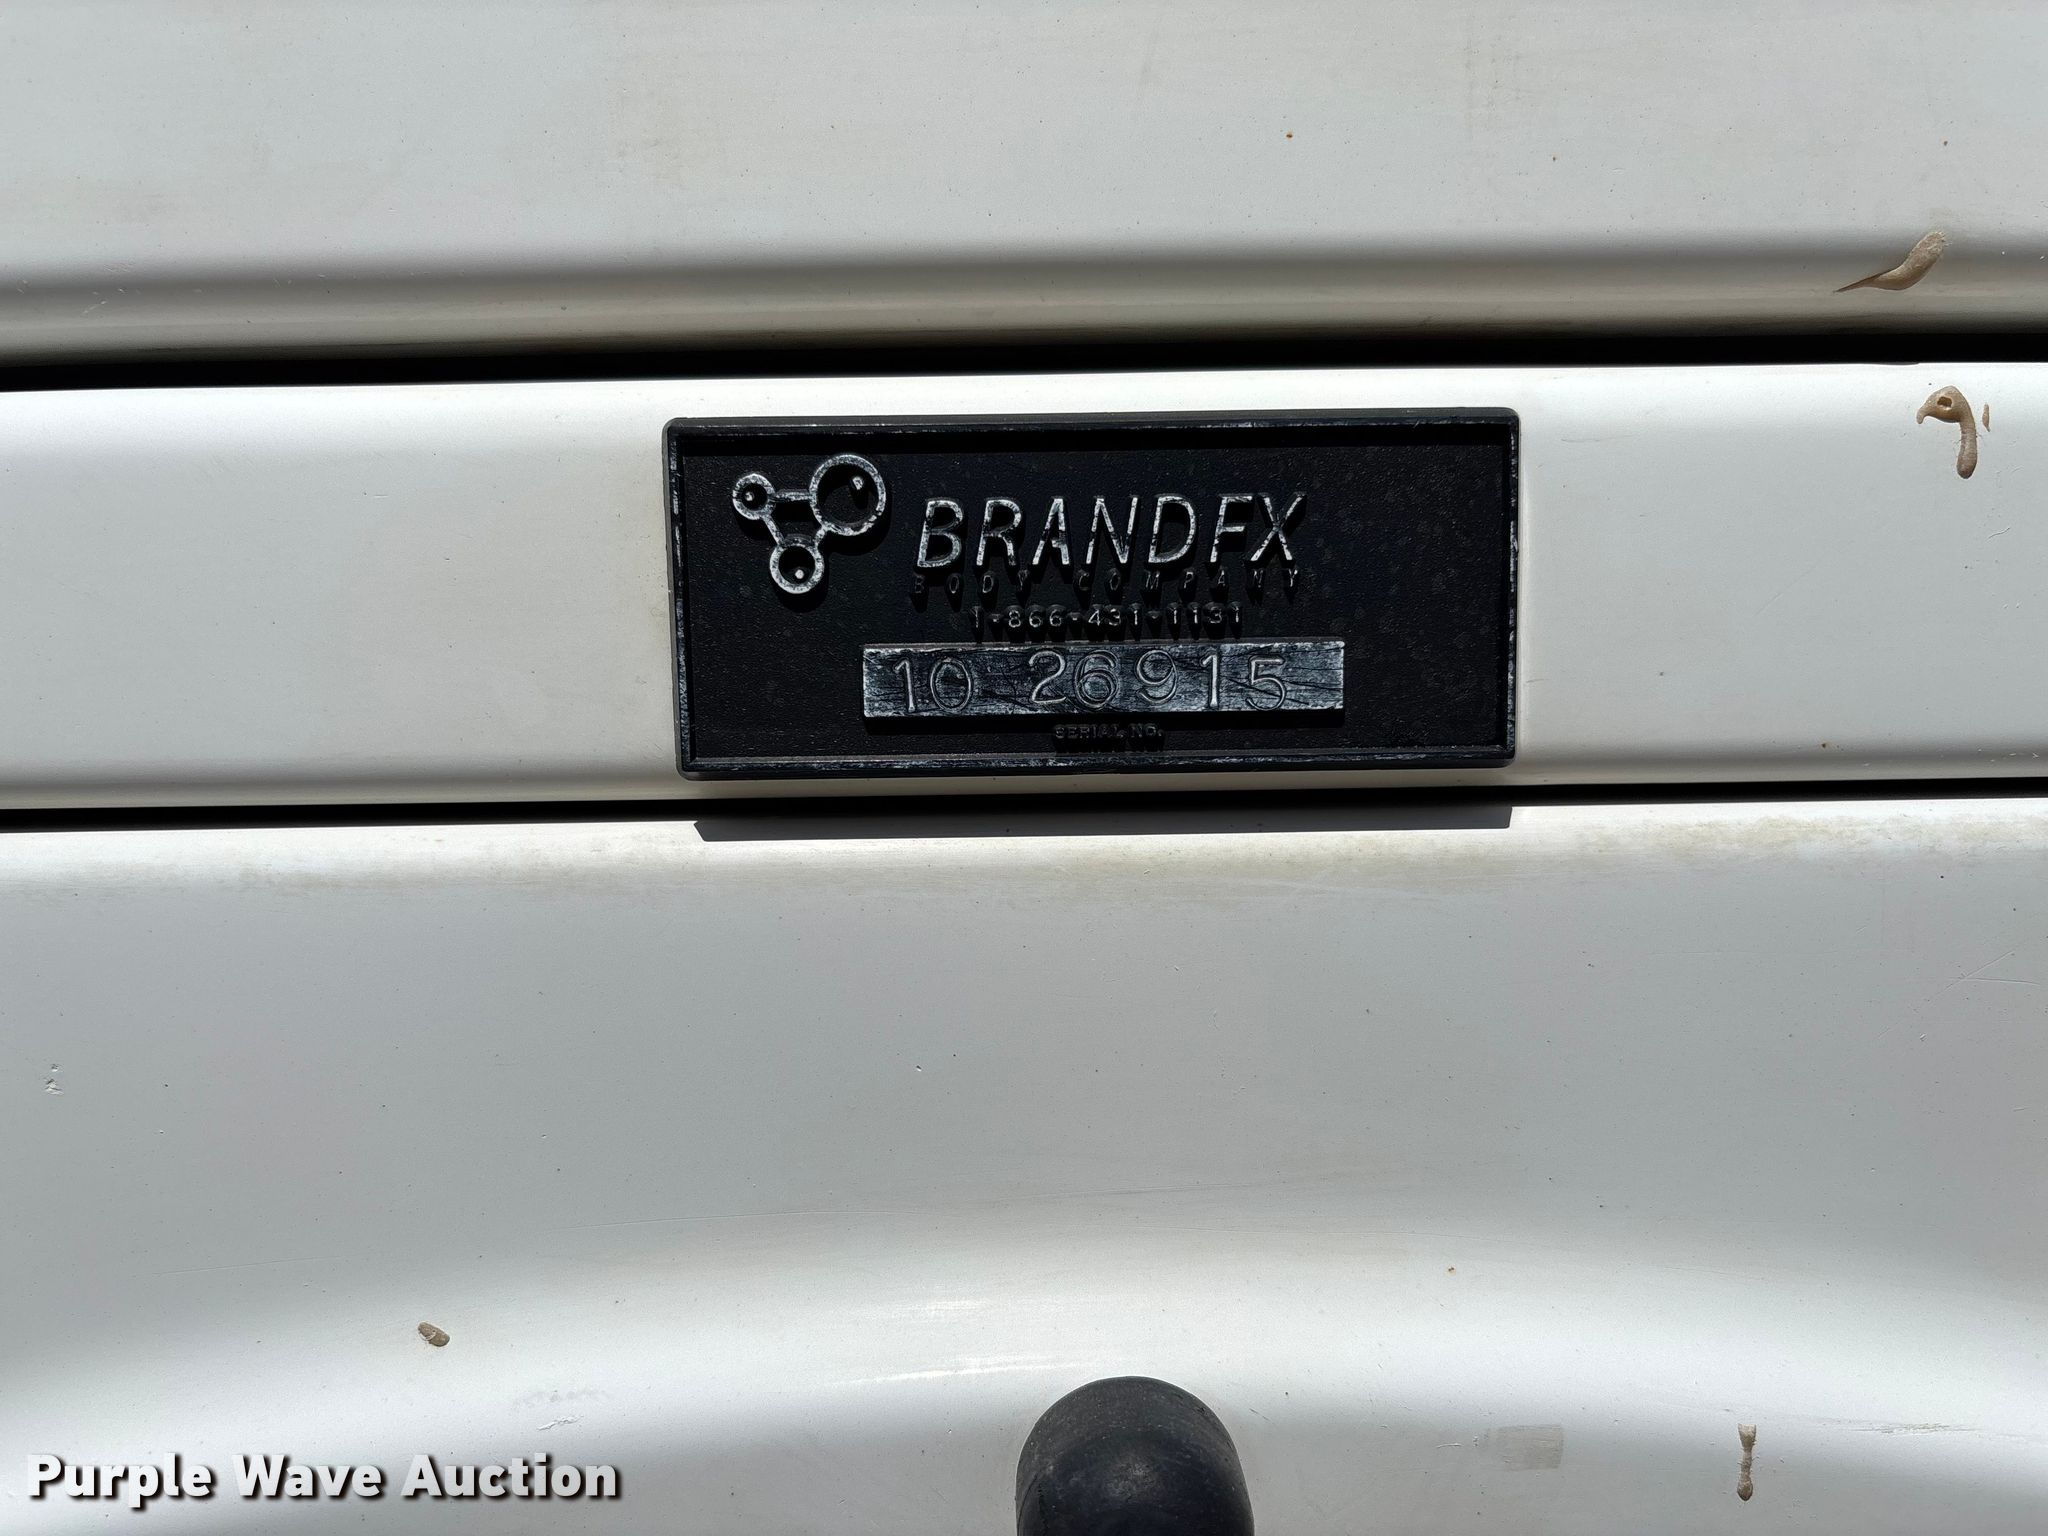 BRANDFX
BODY COMPANY
1-866-431-1131
10 26915
SERIAL NO.
Purple Wave Auction